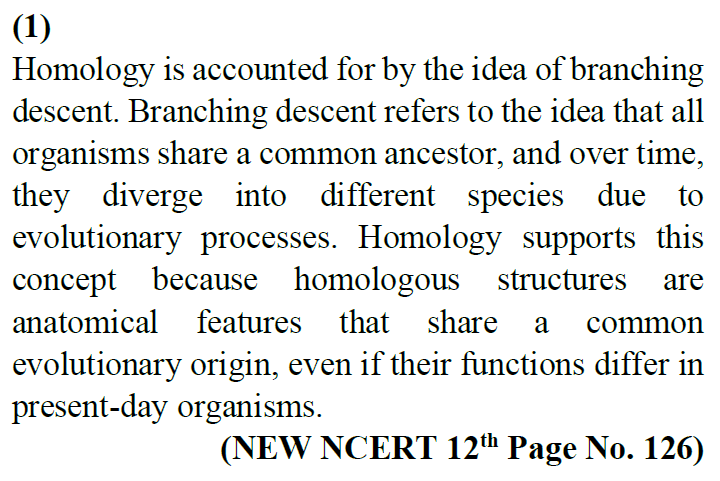 (1)
Homology is accounted for by the idea of branching
descent. Branching descent refers to the idea that all
organisms share a common ancestor, and over time,
they diverge into different species due to
evolutionary processes. Homology supports this
concept because homologous structures are
anatomical features that share a common
evolutionary origin, even if their functions differ in
present-day organisms.
(NEW NCERT 12th Page No. 126)